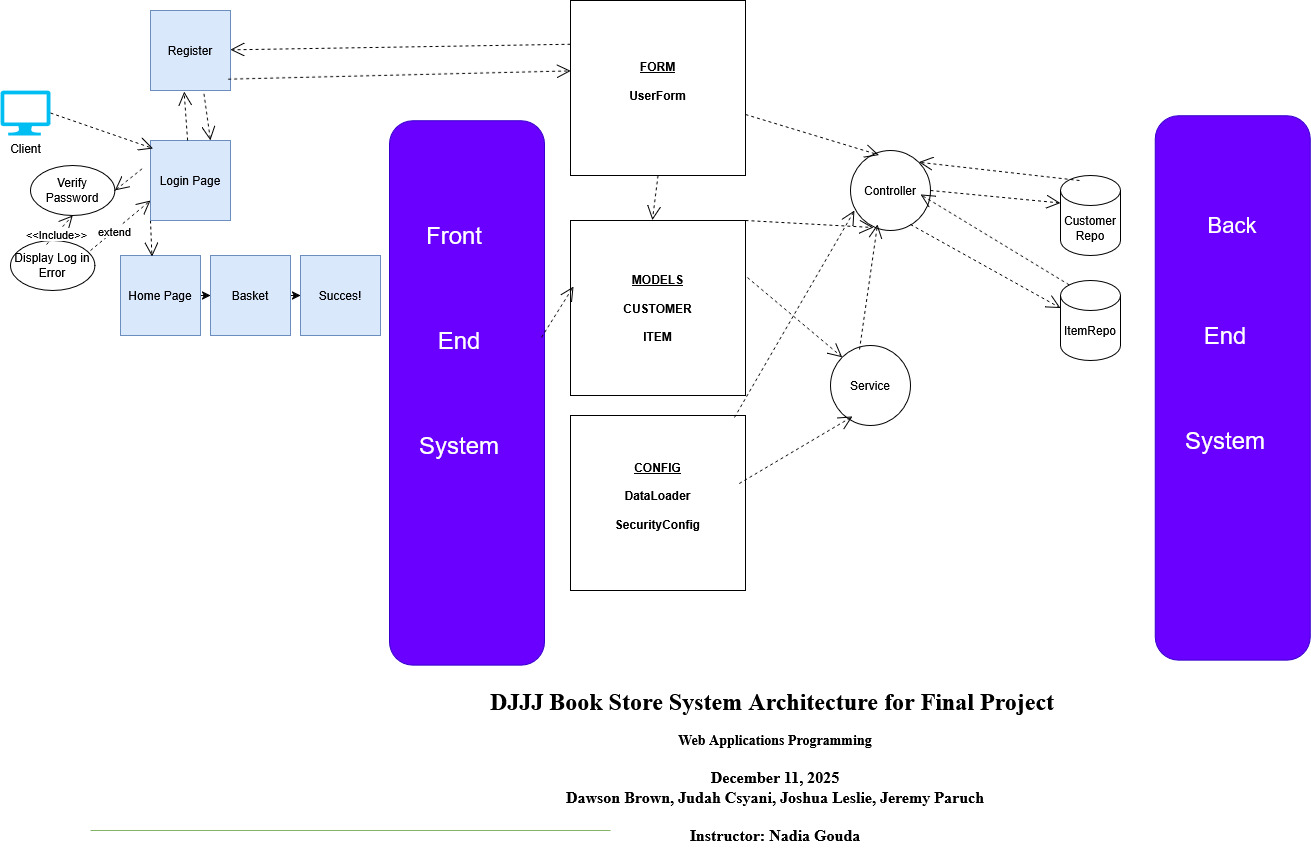 Register
FORM
UserForm
Client
Login Page
Verify
Password
<<Include>>
extend
Display Log in
Error
Home Page
Basket
Succes!
Front
End
System
MODELS
CUSTOMER
ITEM
CONFIG
DataLoader
SecurityConfig
Controller
Service
Customer
Repo
ItemRepo
Back
End
System
DJJJ Book Store System Architecture for Final Project
Web Applications Programming
December 11, 2025
Dawson Brown, Judah Csyani, Joshua Leslie, Jeremy Paruch
Instructor: Nadia Gouda